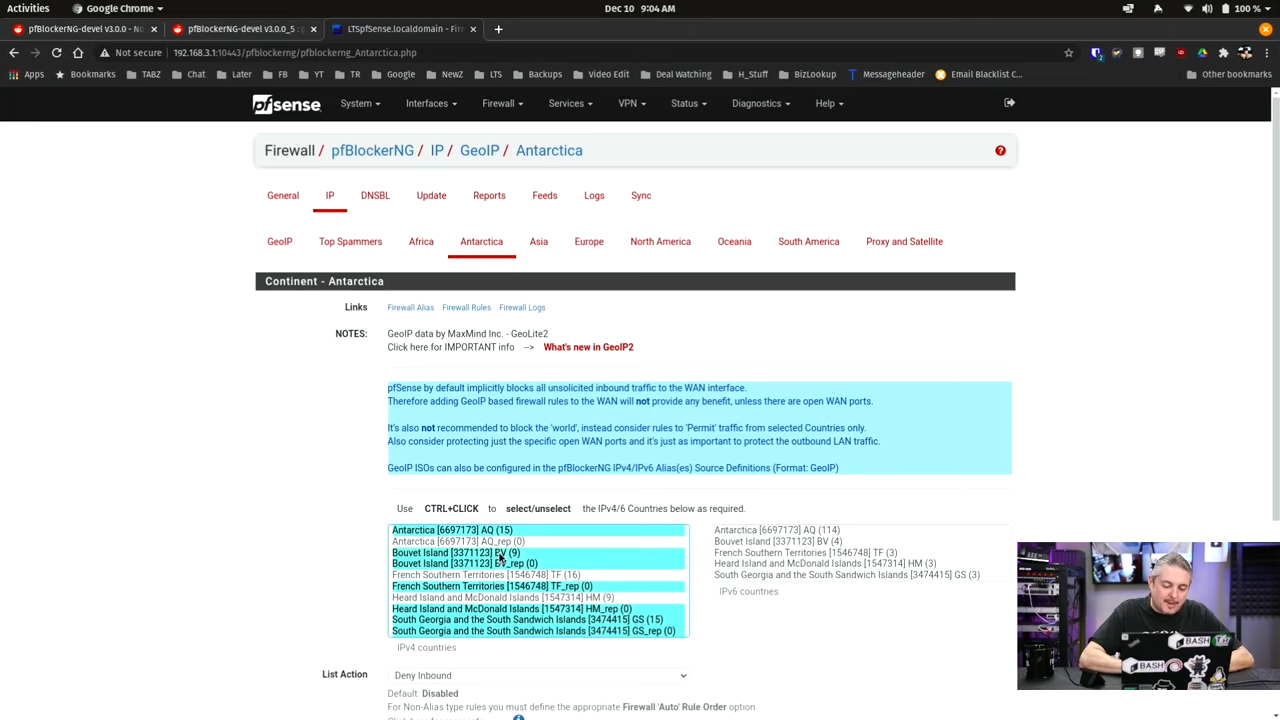 Activities
Google Chrome
Dec 10 9:04 AM
100 %
pfBlockerNG-devel v3.0.0 - No
pfBlockerNG-devel v3.0.0_5 :
LTSpfSense.localdomain - Fire
Not secure
192.168.3.1:10443/pfblockerng/pfblockerng_Antarctica.php
Apps
Bookmarks
TABZ
Chat
Later
FB
YT
TR
Google
NewZ
LTS
Backups
Video Edit
Deal Watching
H_Stuff
BizLookup
Messageheader
Email Blacklist C...
Other bookmarks
pfsense
System
Interfaces
Firewall
Services
VPN
Status
Diagnostics
Help
Firewall / pfBlockerNG / IP / GeoIP / Antarctica
General
IP
DNSBL
Update
Reports
Feeds
Logs
Sync
GeoIP
Top Spammers
Africa
Antarctica
Asia
Europe
North America
Oceania
South America
Proxy and Satellite
Continent - Antarctica
Links
Firewall Alias Firewall Rules Firewall Logs
NOTES:
GeoIP data by MaxMind Inc. - GeoLite2
Click here for IMPORTANT info --> What's new in GeoIP2
pfSense by default implicitly blocks all unsolicited inbound traffic to the WAN interface.
Therefore adding GeoIP based firewall rules to the WAN will not provide any benefit, unless there are open WAN ports.
It's also not recommended to block the 'world', instead consider rules to 'Permit' traffic from selected Countries only.
Also consider protecting just the specific open WAN ports and it's just as important to protect the outbound LAN traffic.
GeoIP ISOs can also be configured in the pfBlockerNG IPv4/IPv6 Alias(es) Source Definitions (Format: GeoIP)
Use CTRL+CLICK to select/unselect the IPv4/6 Countries below as required.
Antarctica [6697173] AQ (15)
Antarctica [6697173] AQ_rep (0)
Bouvet Island [3371123] BV (9)
Bouvet Island [3371123] BV_rep (0)
French Southern Territories [1546748] TF (16)
French Southern Territories [1546748] TF_rep (0)
Heard Island and McDonald Islands [1547314] HM (9)
Heard Island and McDonald Islands [1547314] HM_rep (0)
South Georgia and the South Sandwich Islands [3474415] GS (15)
South Georgia and the South Sandwich Islands [3474415] GS_rep (0)
IPv4 countries
Antarctica [6697173] AQ (114)
Bouvet Island [3371123] BV (4)
French Southern Territories [1546748] TF (3)
Heard Island and McDonald Islands [1547314] HM (3)
South Georgia and the South Sandwich Islands [3474415] GS (3)
IPv6 countries
List Action
Deny Inbound
Default: Disabled
For Non-Alias type rules you must define the appropriate Firewall 'Auto' Rule Order option.
BASH
BASH